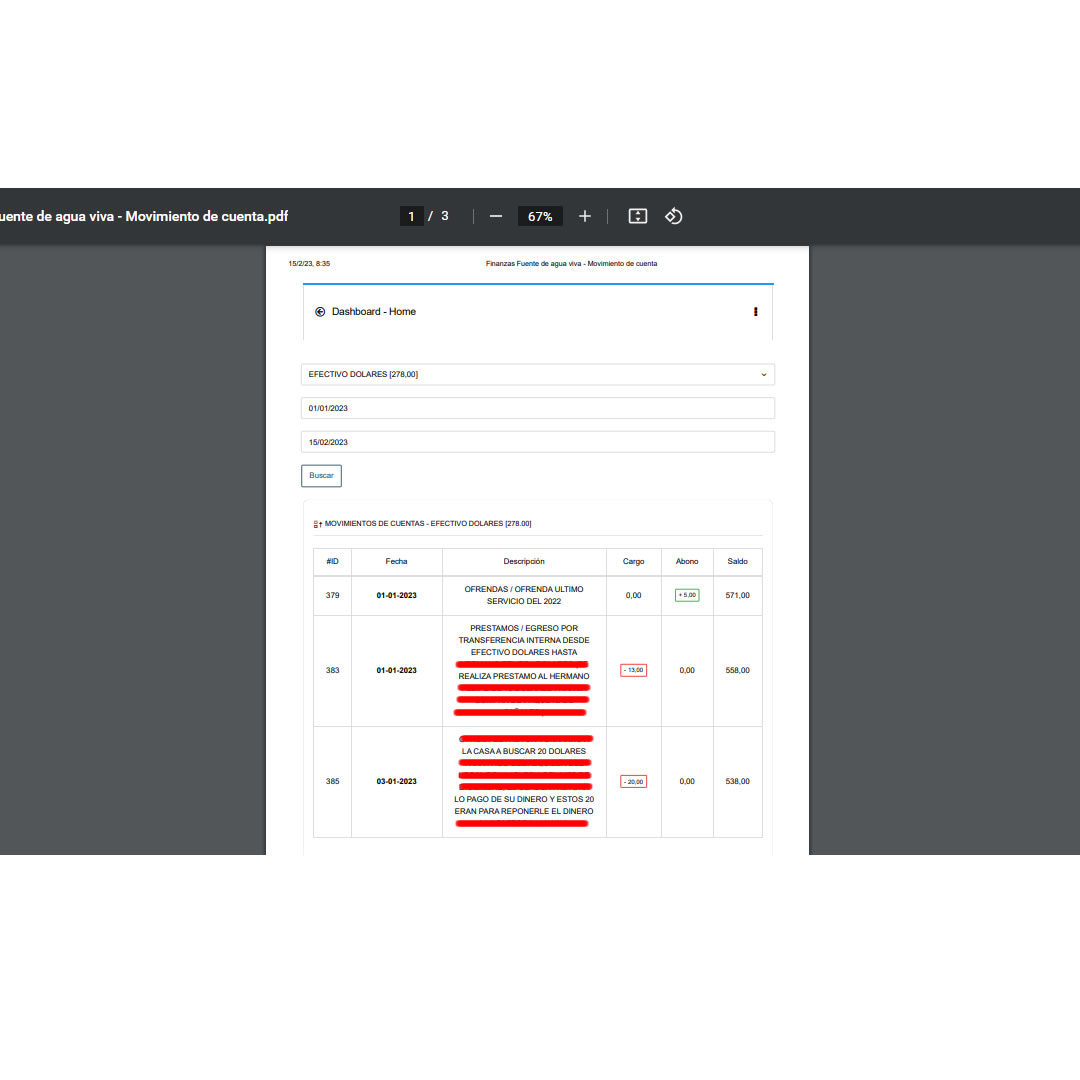 uente de agua viva - Movimiento de cuenta.pdf
1 / 3
67%
15/2/23, 8:35
Finanzas Fuente de agua viva - Movimiento de cuenta
Dashboard - Home
EFECTIVO DOLARES [278,00]
01/01/2023
15/02/2023
Buscar
MOVIMIENTOS DE CUENTAS - EFECTIVO DOLARES [278.00]
#ID Fecha Descripción Cargo Abono Saldo
379 01-01-2023 OFRENDAS / OFRENDA ULTIMO
SERVICIO DEL 2022 0,00 + 5,00 571,00
383 01-01-2023 PRESTAMOS / EGRESO POR
TRANSFERENCIA INTERNA DESDE
EFECTIVO DOLARES HASTA
REALIZA PRESTAMO AL HERMANO
- 13,00 0,00 558,00
385 03-01-2023 LA CASA A BUSCAR 20 DOLARES
LO PAGO DE SU DINERO Y ESTOS 20
ERAN PARA REPONERLE EL DINERO
- 20,00 0,00 538,00